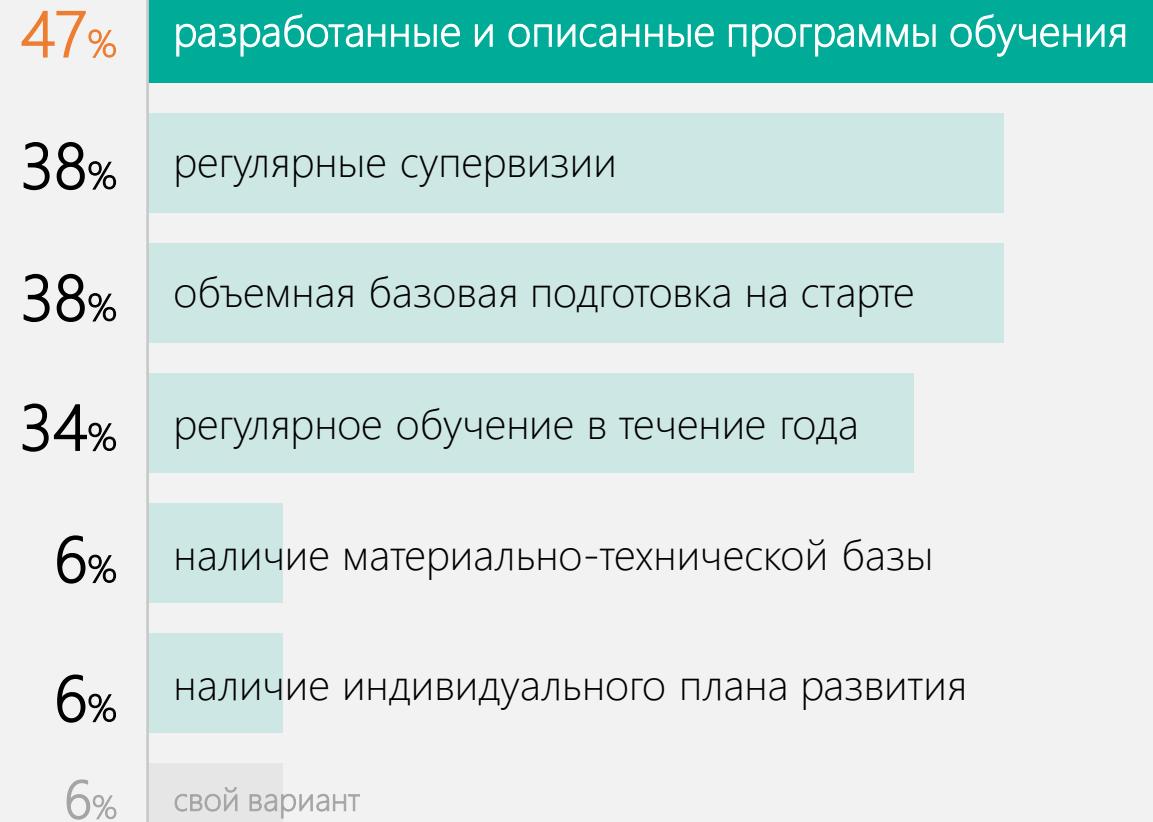 47% разработанные и описанные программы обучения
38% регулярные супервизии
38% объемная базовая подготовка на старте
34% регулярное обучение в течение года
6% наличие материально-технической базы
6% наличие индивидуального плана развития
6% свой вариант